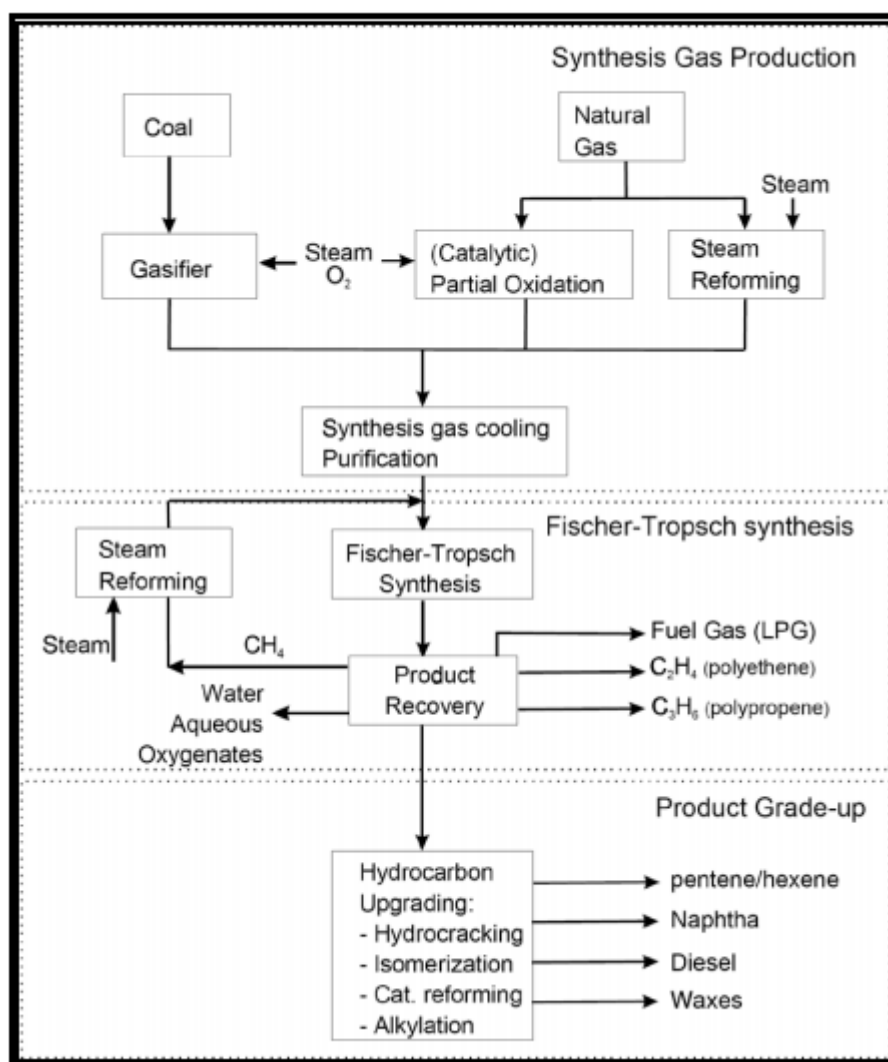 Synthesis Gas Production
Coal
Natural
Gas
Steam
Gasifier
Steam
O₂
(Catalytic)
Partial Oxidation
Steam
Reforming
Synthesis gas cooling
Purification
Fischer-Tropsch synthesis
Steam
Reforming
Fischer-Tropsch
Synthesis
Steam
CH₄
Product
Recovery
Fuel Gas (LPG)
C₂H₄ (polyethene)
C₃H₆ (polypropene)
Water
Aqueous
Oxygenates
Product Grade-up
Hydrocarbon
Upgrading:
- Hydrocracking
- Isomerization
- Cat. reforming
- Alkylation
pentene/hexene
Naphtha
Diesel
Waxes